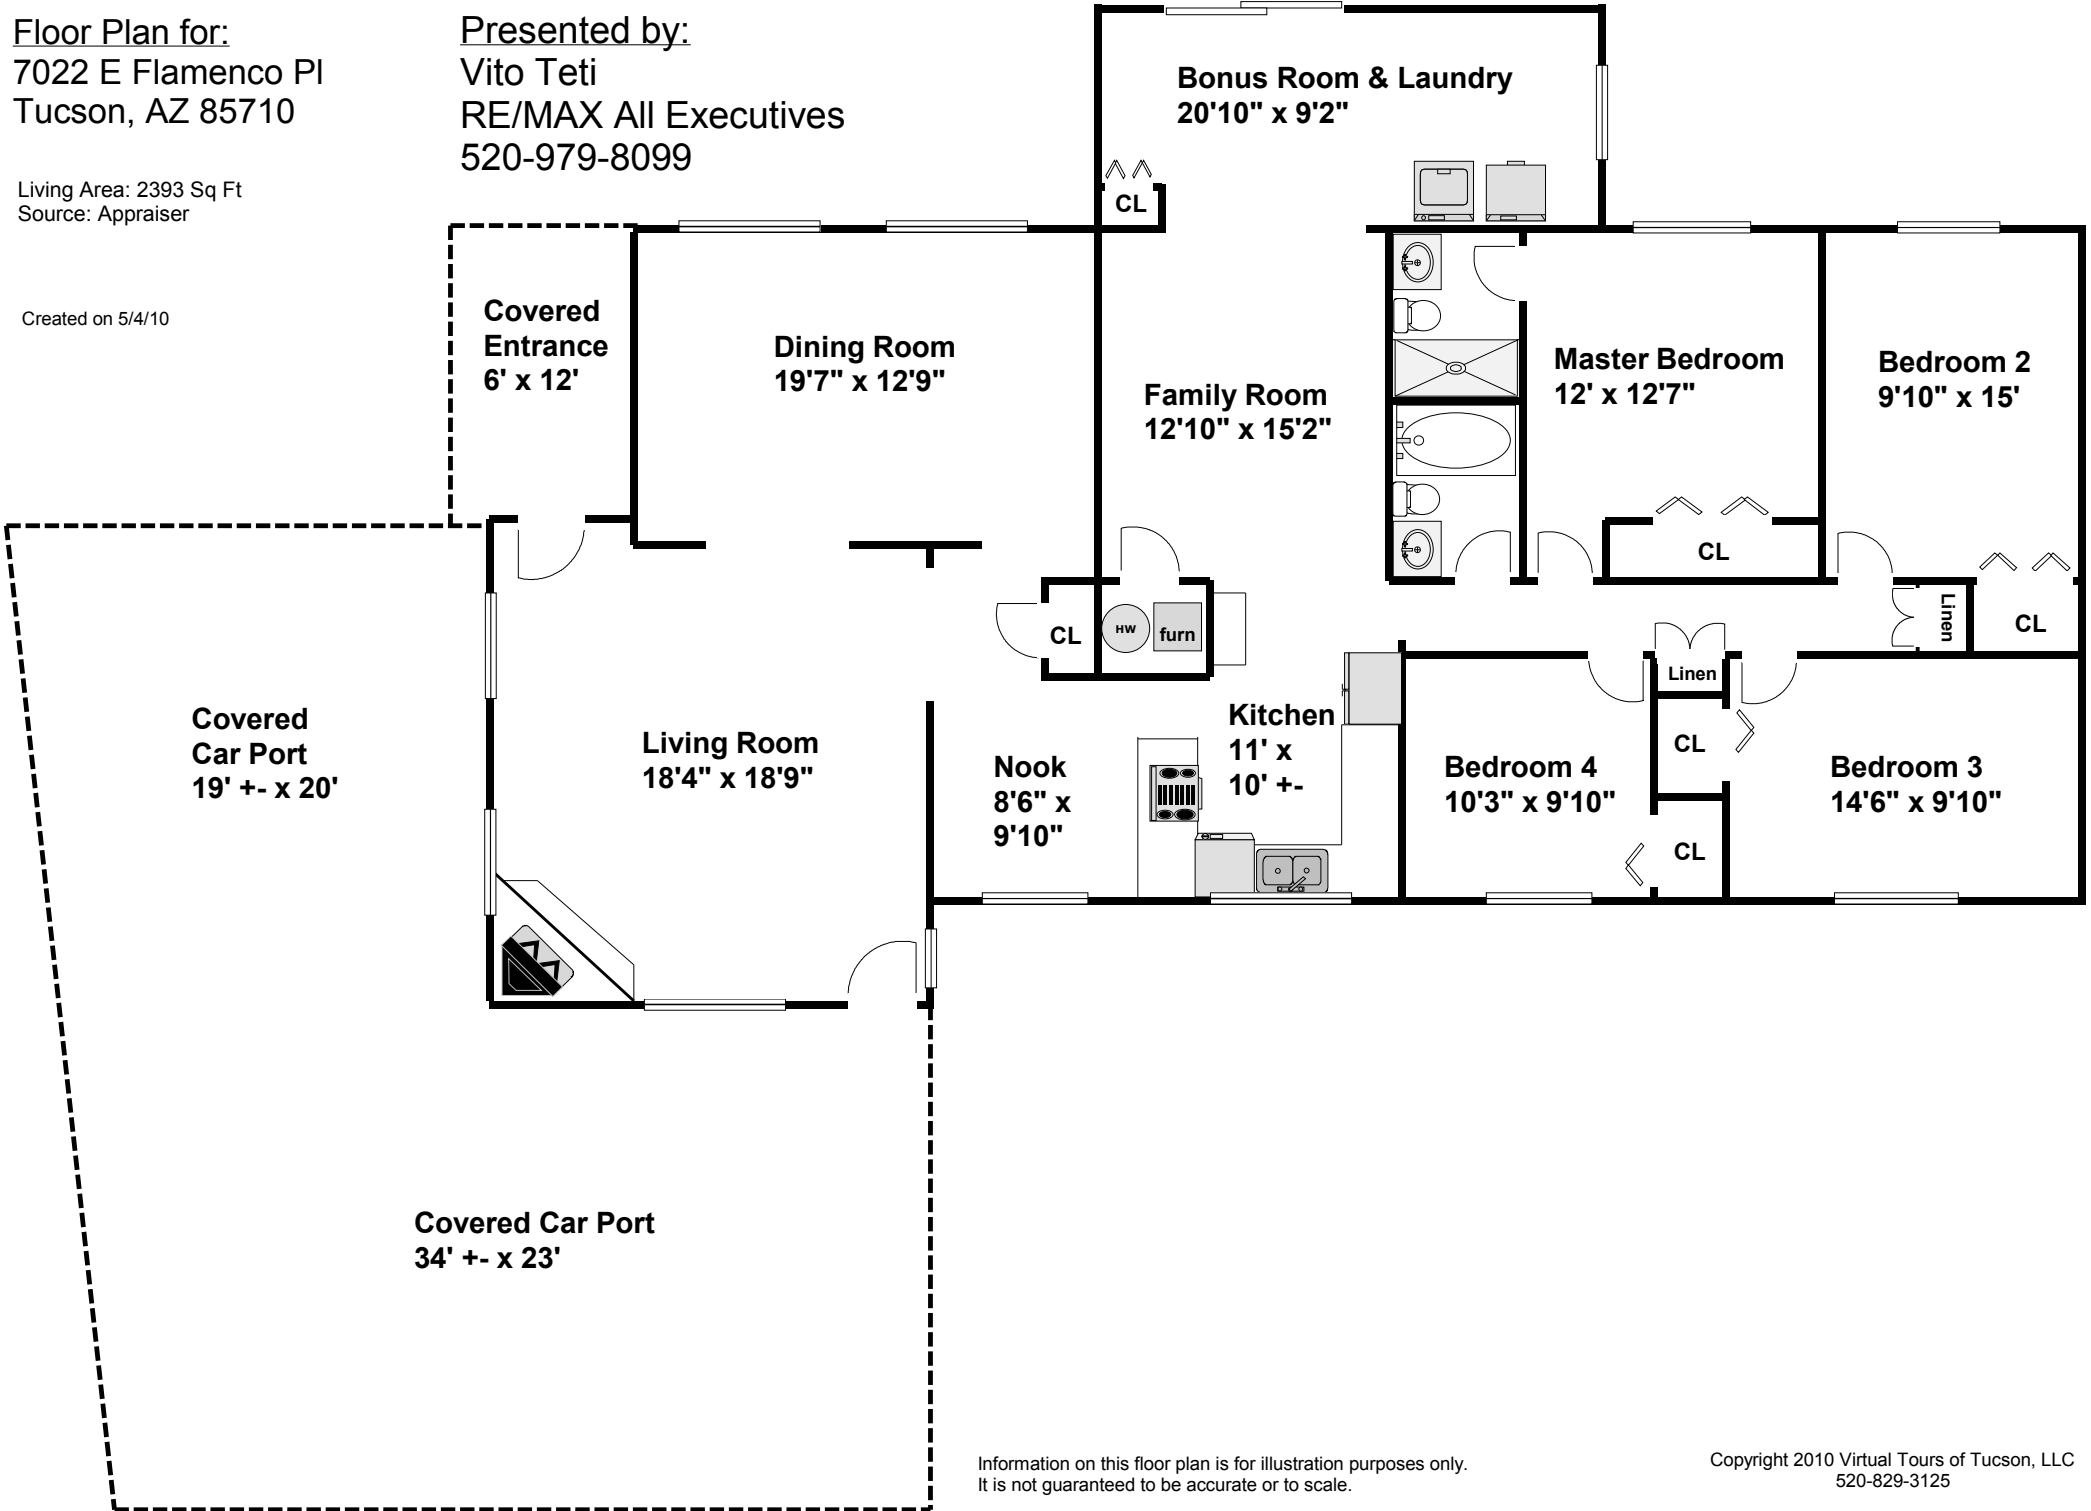 Floor Plan for:
7022 E Flamenco Pl
Tucson, AZ 85710
Presented by:
Vito Teti
RE/MAX All Executives
520-979-8099
Living Area: 2393 Sq Ft
Source: Appraiser
Created on 5/4/10
Bonus Room & Laundry
20'10" x 9'2"
CL
Covered
Entrance
6' x 12'
Dining Room
19'7" x 12'9"
Family Room
12'10" x 15'2"
Master Bedroom
12' x 12'7"
Bedroom 2
9'10" x 15'
CL
CL
HW
furn
Linen
CL
Linen
Covered
Car Port
19' +- x 20'
Living Room
18'4" x 18'9"
Nook
8'6" x
9'10"
Kitchen
11' x
10' +-
Bedroom 4
10'3" x 9'10"
CL
CL
Bedroom 3
14'6" x 9'10"
Covered Car Port
34' +- x 23'
Information on this floor plan is for illustration purposes only.
It is not guaranteed to be accurate or to scale.
Copyright 2010 Virtual Tours of Tucson, LLC
520-829-3125